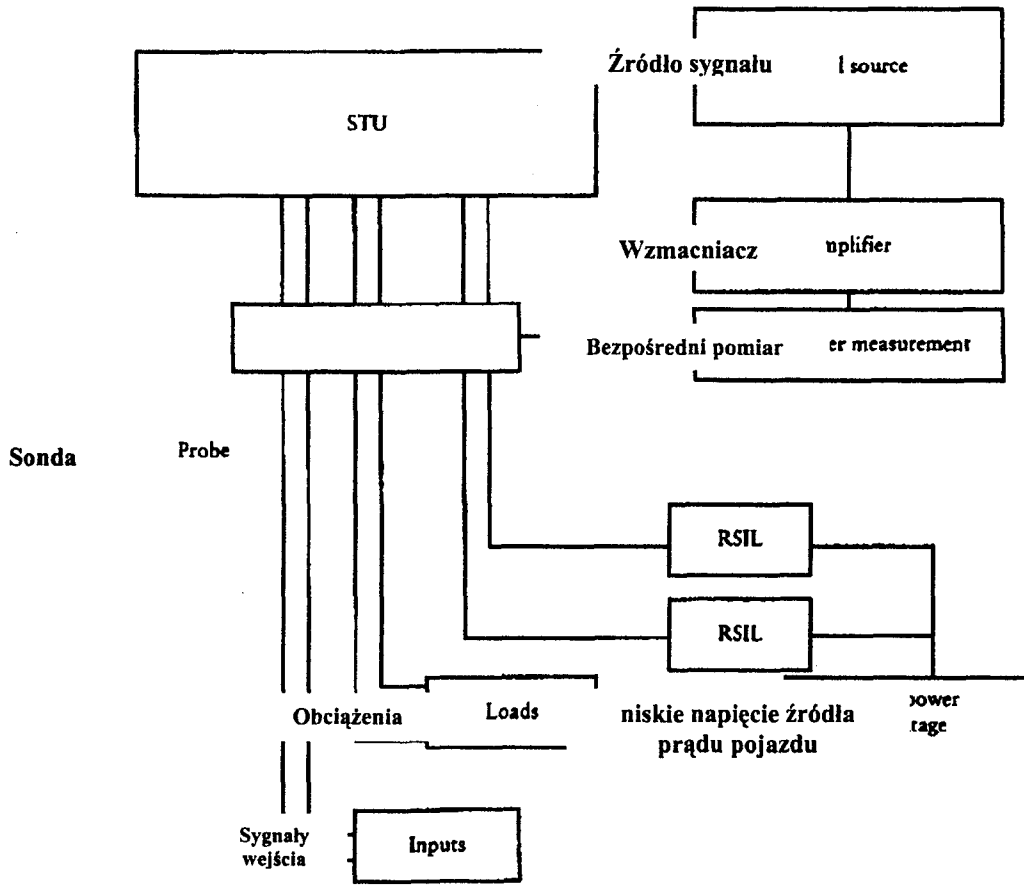 Źródło sygnału
l source
STU
Wzmacniacz
nplifier
Bezpośredni pomiar
er measurement
Sonda
Probe
RSIL
RSIL
Obciążenia
Loads
niskie napięcie źródła
prądu pojazdu
power
tage
Sygnały
wejścia
Inputs